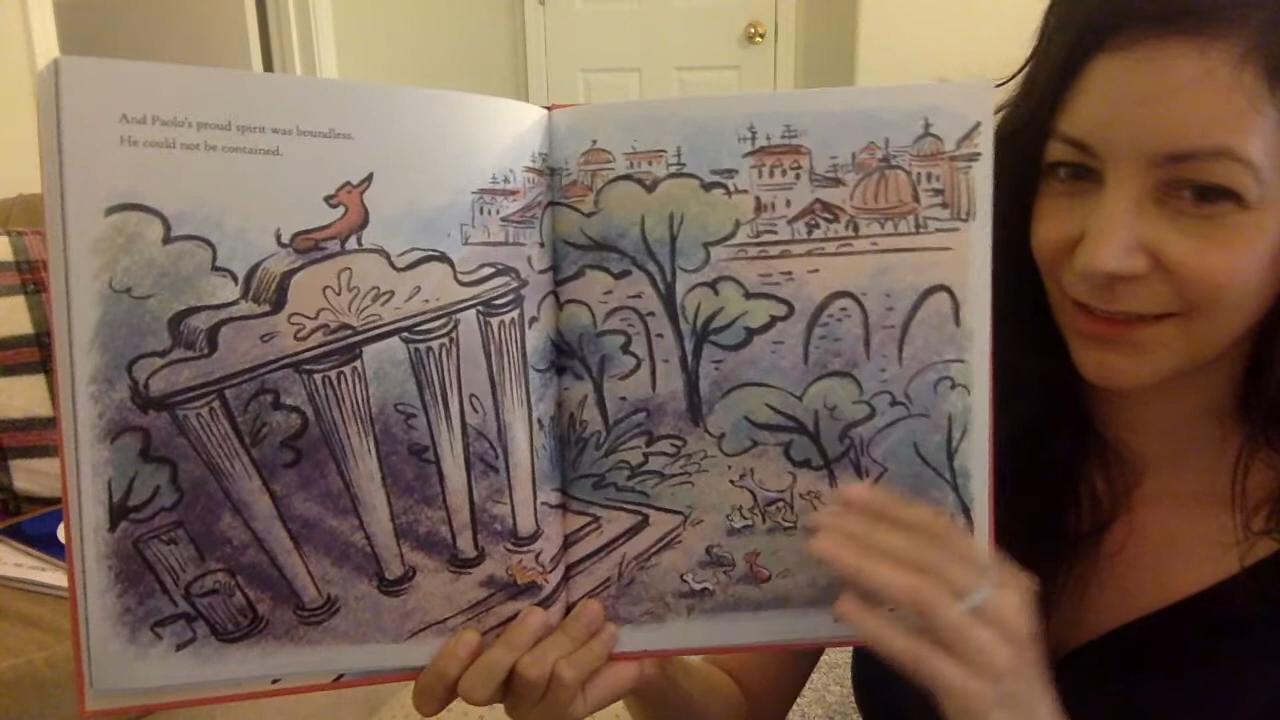 And Paolo's proud spirit was boundless.
He could not be contained.